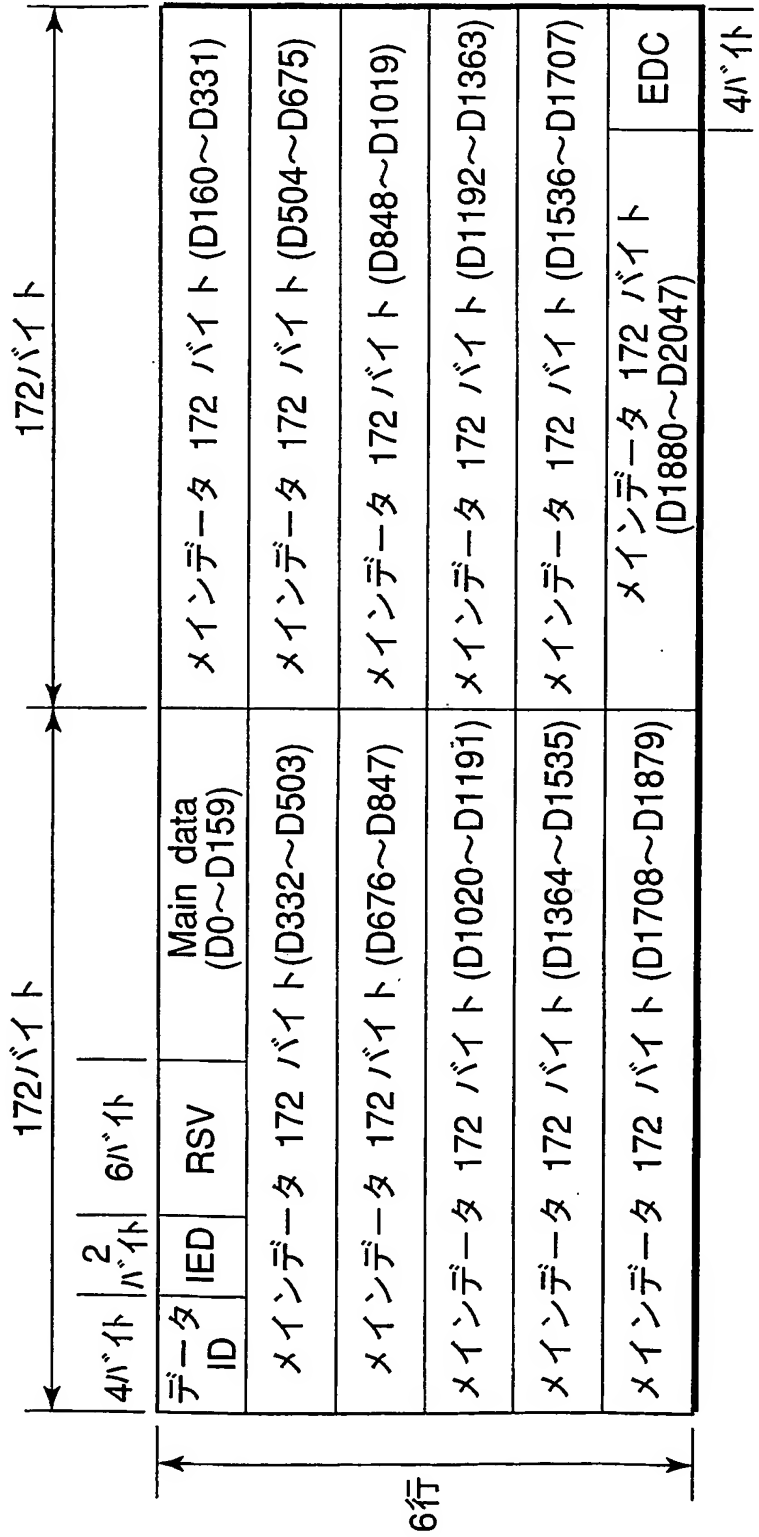 172バイト
172バイト
4バイト
2
バイト
6バイト
データ
ID
IED
RSV
Main data
(D0～D159)
メインデータ 172 バイト(D160～D331)
メインデータ 172 バイト(D332～D503)
メインデータ 172 バイト(D504～D675)
メインデータ 172 バイト(D676～D847)
メインデータ 172 バイト(D848～D1019)
メインデータ 172 バイト(D1020～D1191)
メインデータ 172 バイト(D1192～D1363)
メインデータ 172 バイト(D1364～D1535)
メインデータ 172 バイト(D1536～D1707)
メインデータ 172 バイト(D1708～D1879)
メインデータ 172 バイト
(D1880～D2047)
EDC
4バイト
6行